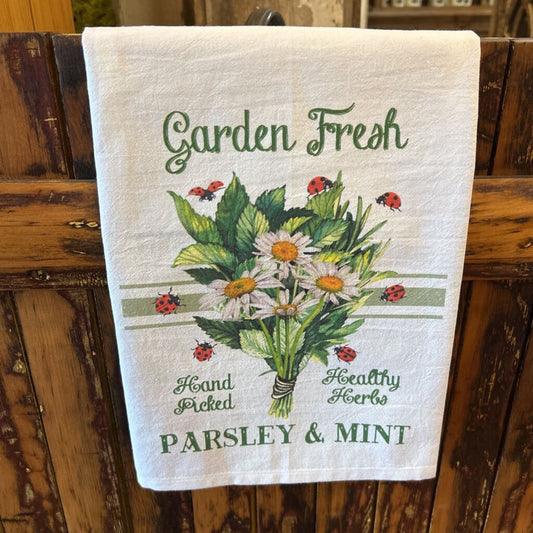 Garden Fresh
Hand Healthy
Picked Herbs
PARSLEY & MINT